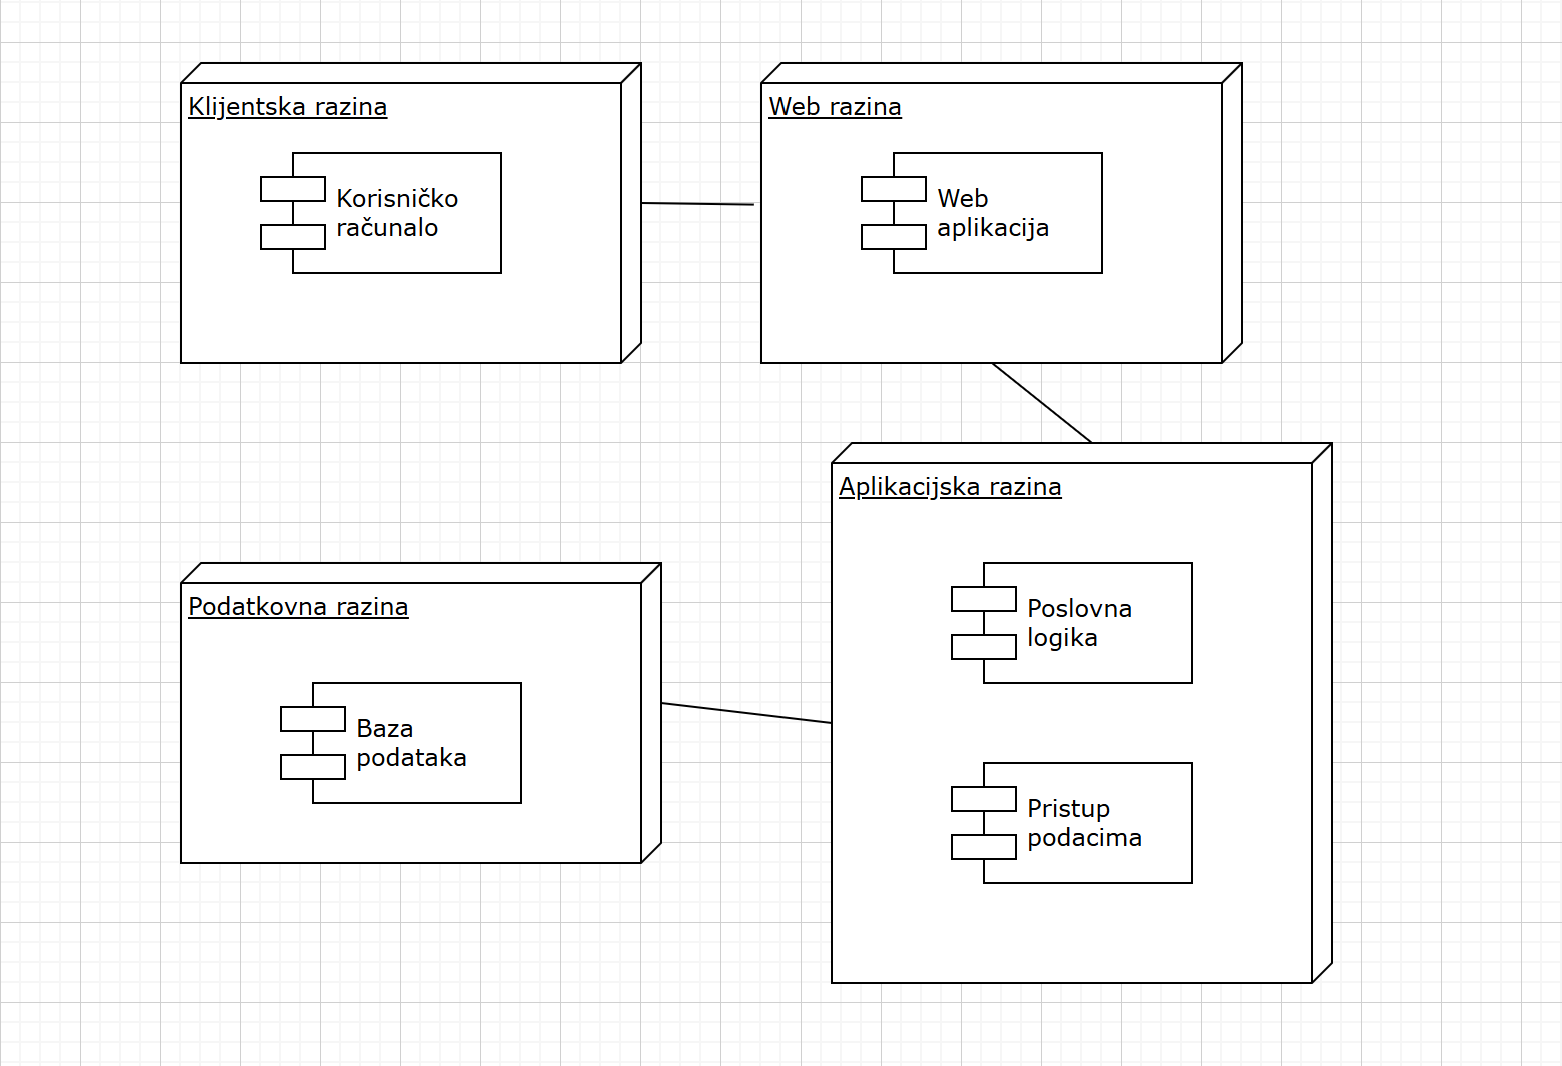 Klijentska razina
Korisničko
računalo
Web razina
Web
aplikacija
Aplikacijska razina
Poslovna
logika
Pristup
podacima
Podatkovna razina
Baza
podataka